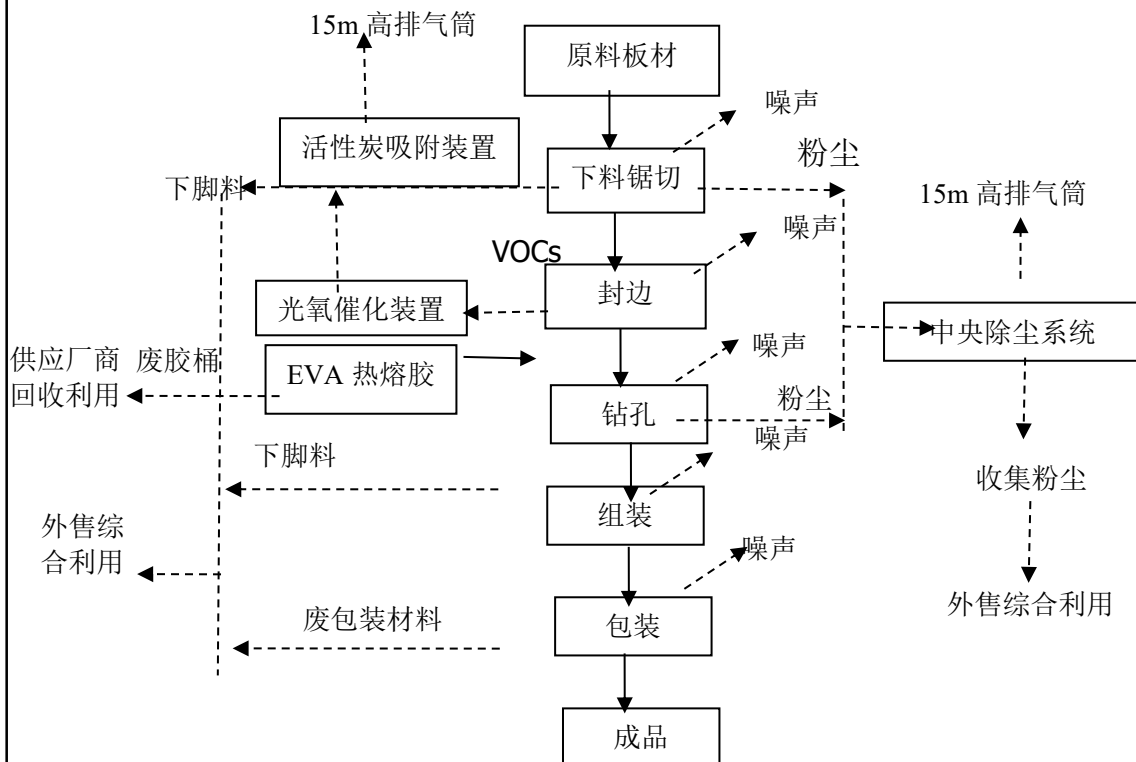 15m 高排气筒
原料板材
噪声
活性炭吸附装置
下料锯切
粉尘
下脚料
15m 高排气筒
噪声
VOCs
封边
光氧催化装置
中央除尘系统
供应厂商
回收利用
废胶桶
EVA 热熔胶
噪声
钻孔
粉尘
噪声
下脚料
收集粉尘
组装
外售综
合利用
噪声
外售综合利用
废包装材料
包装
成品